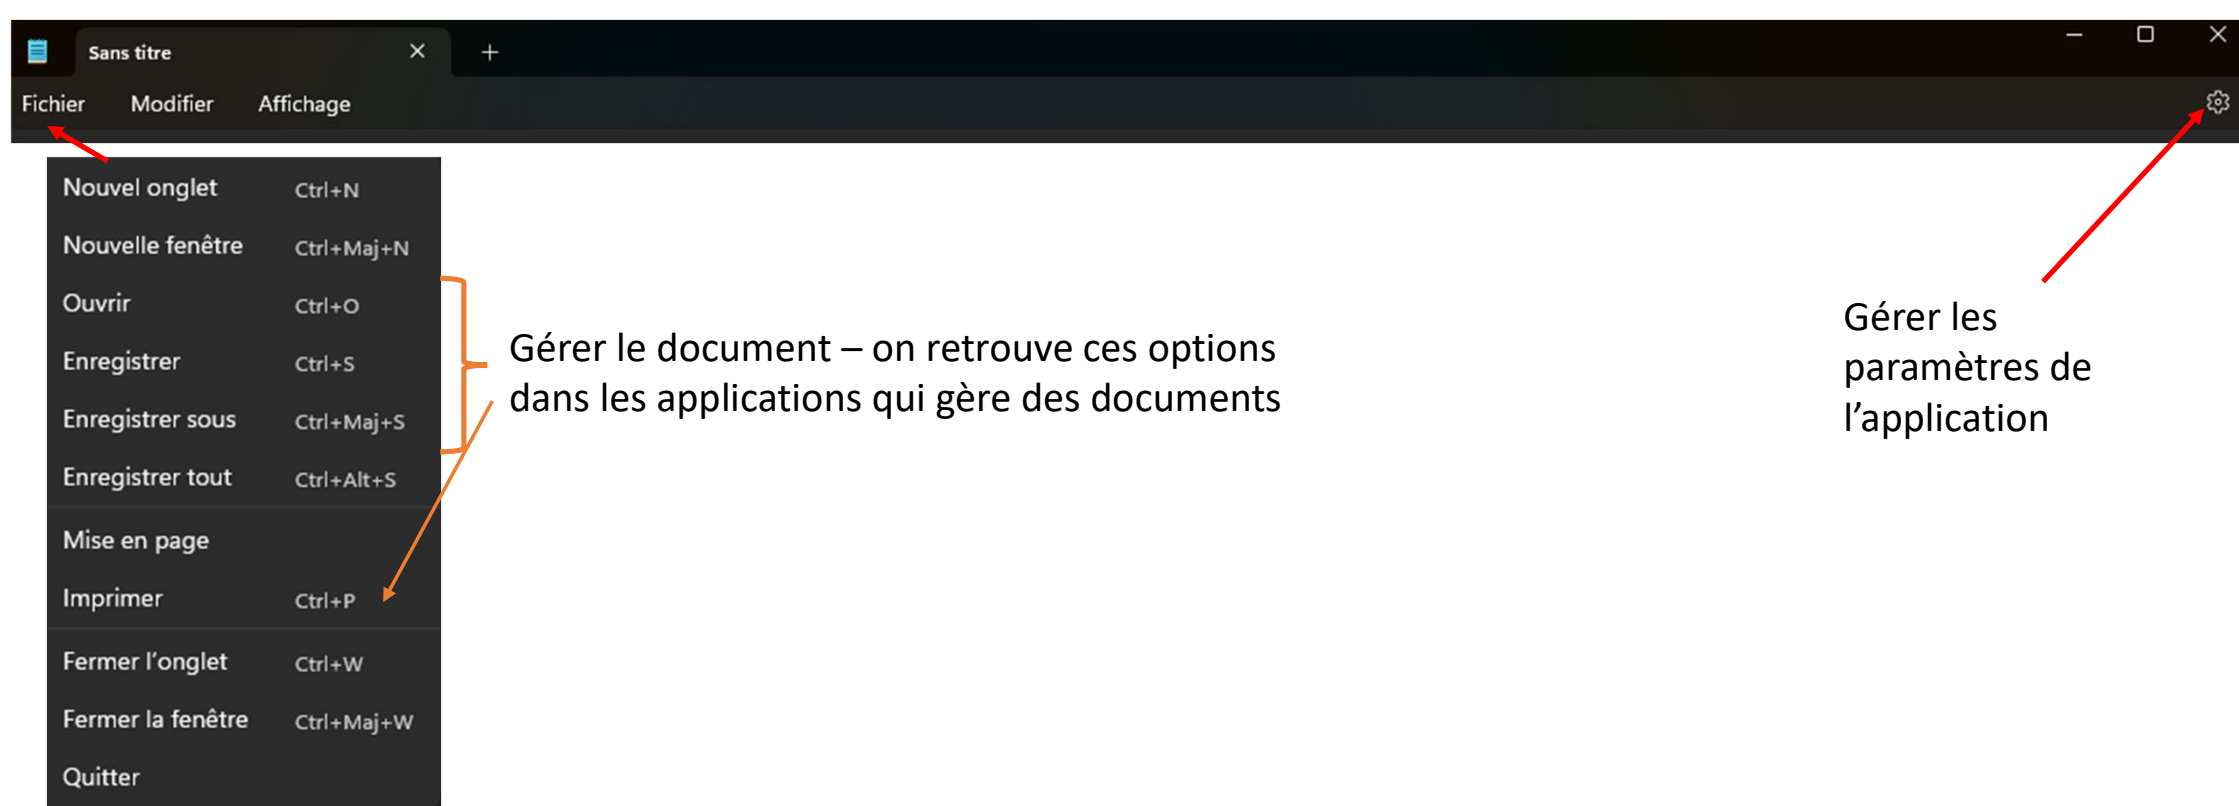 Sans titre
Fichier Modifier Affichage
Nouvel onglet Ctrl+N
Nouvelle fenêtre Ctrl+Maj+N
Ouvrir Ctrl+O
Enregistrer Ctrl+S
Enregistrer sous Ctrl+Maj+S
Enregistrer tout Ctrl+Alt+S
Mise en page
Imprimer Ctrl+P
Fermer l'onglet Ctrl+W
Fermer la fenêtre Ctrl+Maj+W
Quitter
Gérer le document – on retrouve ces options
dans les applications qui gère des documents
Gérer les
paramètres de
l'application